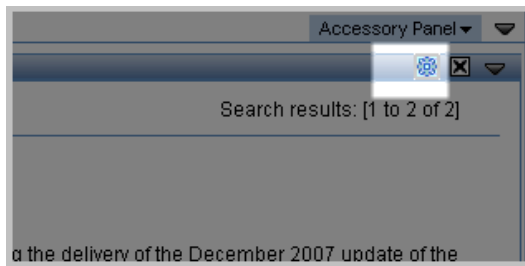 Accessory Panel
Search results: [1 to 2 of 2]
g the delivery of the December 2007 update of the